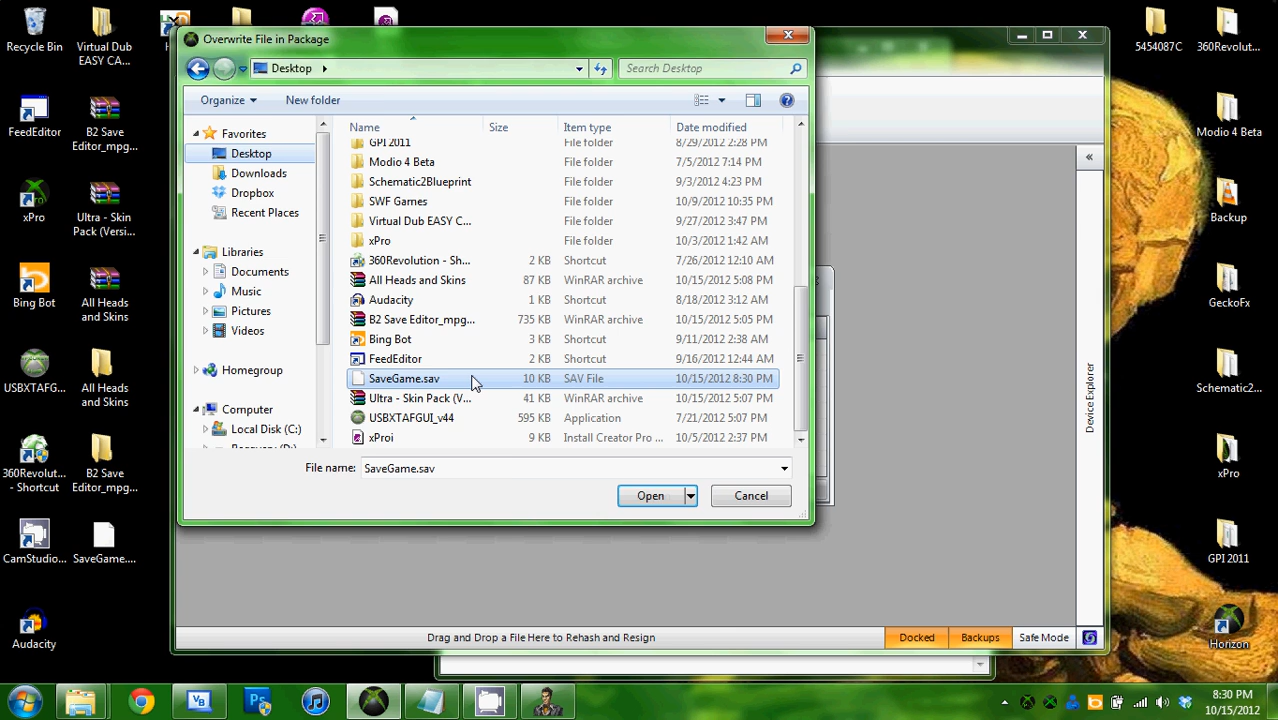 Recycle Bin
Virtual Dub
EASY CA...
FeedEditor
B2 Save
Editor_mpg...
xPro
Ultra - Skin
Pack (Versi...
Bing Bot
All Heads
and Skins
USBXTAFG...
All Heads
and Skins
360Revoluti...
- Shortcut
B2 Save
Editor_mpg...
CamStudio...
SaveGame....
Audacity
Overwrite File in Package
Desktop
Search Desktop
Organize
New folder
Favorites
Desktop
Downloads
Dropbox
Recent Places
Libraries
Documents
Music
Pictures
Videos
Homegroup
Computer
Local Disk (C:)
Name Size Item type Date modified
GPI 2011 File folder 8/29/2012 2:28 PM
Modio 4 Beta File folder 7/5/2012 7:14 PM
Schematic2Blueprint File folder 9/3/2012 4:23 PM
SWF Games File folder 10/9/2012 10:35 PM
Virtual Dub EASY C... File folder 9/27/2012 3:47 PM
xPro File folder 10/3/2012 1:42 AM
360Revolution - Sh... Shortcut 2 KB 7/26/2012 12:10 AM
All Heads and Skins 87 KB WinRAR archive 10/15/2012 5:08 PM
Audacity 1 KB Shortcut 8/18/2012 3:12 AM
B2 Save Editor_mpg... 735 KB WinRAR archive 10/15/2012 5:05 PM
Bing Bot 3 KB Shortcut 9/11/2012 2:38 AM
FeedEditor 2 KB Shortcut 9/16/2012 12:44 AM
SaveGame.sav 10 KB SAV File 10/15/2012 8:30 PM
Ultra - Skin Pack (V... 41 KB WinRAR archive 10/15/2012 5:07 PM
USBXTAFGUI_v44 595 KB Application 7/21/2012 5:07 PM
xProi 9 KB Install Creator Pro ... 10/5/2012 2:37 PM
File name: SaveGame.sav
Open
Cancel
Device Explorer
Drag and Drop a File Here to Rehash and Resign
Docked
Backups
Safe Mode
5454087C
360Revolut...
Modio 4 Beta
Backup
GeckoFx
Schematic2...
xPro
GPI 2011
Horizon
8:30 PM
10/15/2012